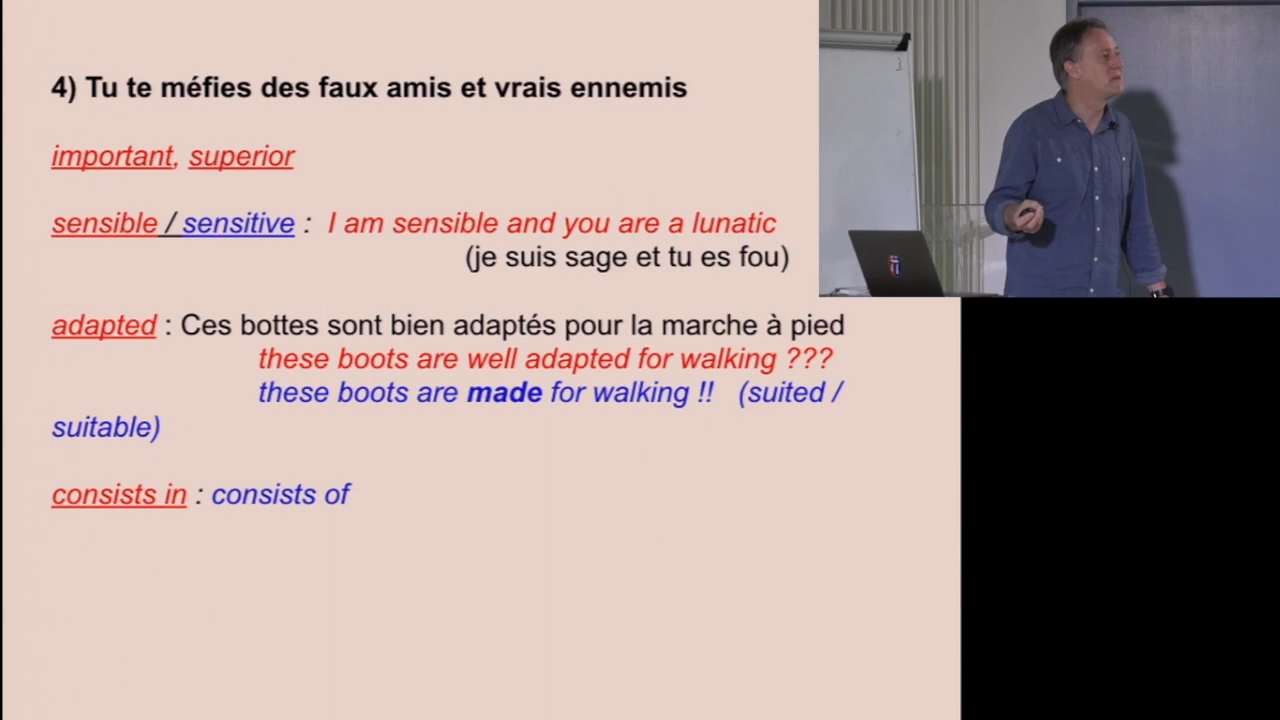 4) Tu te méfies des faux amis et vrais ennemis
important, superior
sensible / sensitive : I am sensible and you are a lunatic
(je suis sage et tu es fou)
adapted : Ces bottes sont bien adaptés pour la marche à pied
these boots are well adapted for walking ???
these boots are made for walking !! (suited /
suitable)
consists in : consists of